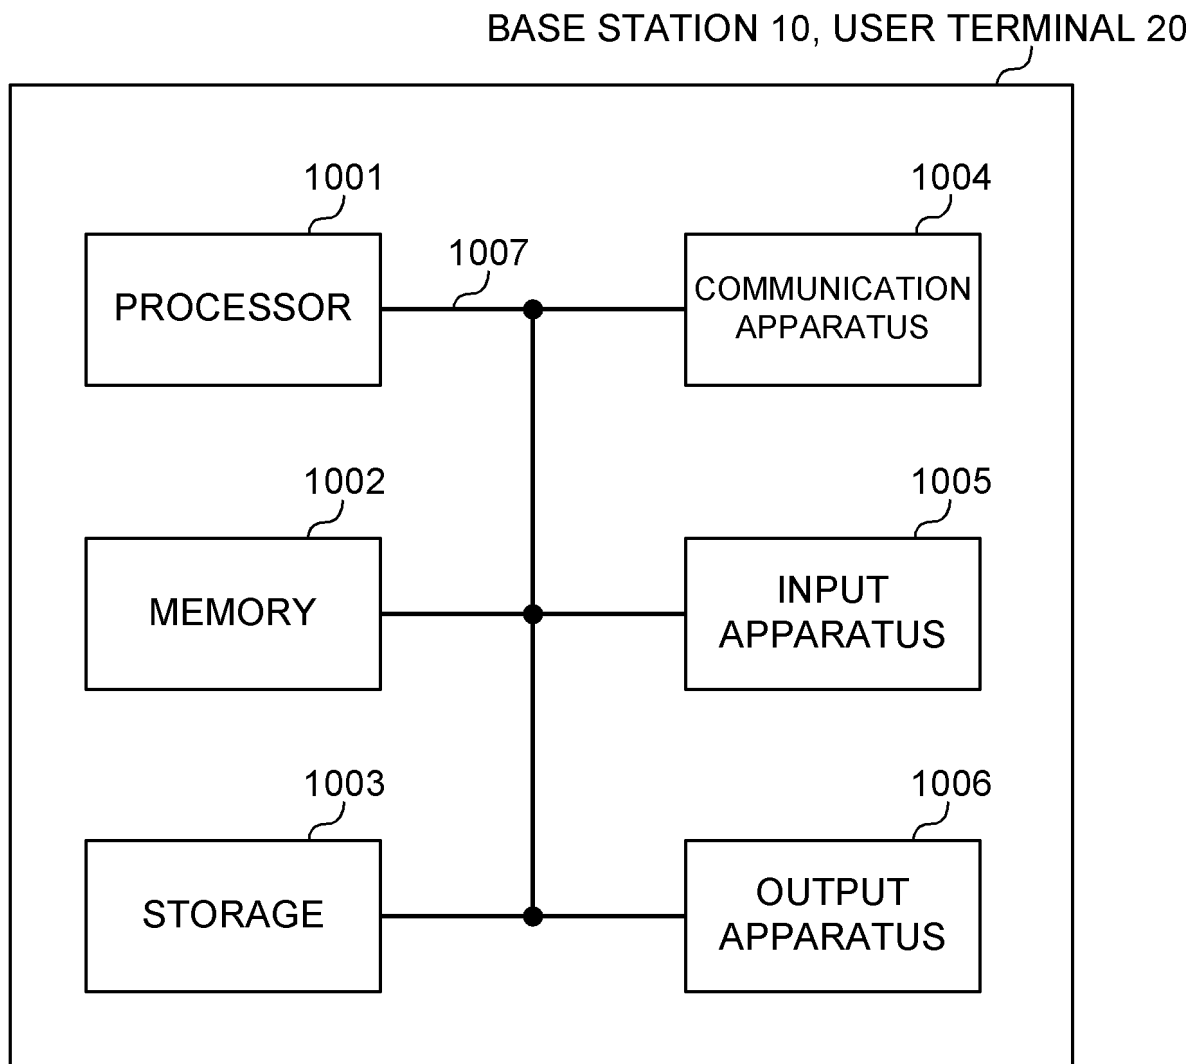 BASE STATION 10, USER TERMINAL 20
1001
1004
1007
PROCESSOR
COMMUNICATION
APPARATUS
1002
1005
MEMORY
INPUT
APPARATUS
1003
1006
STORAGE
OUTPUT
APPARATUS